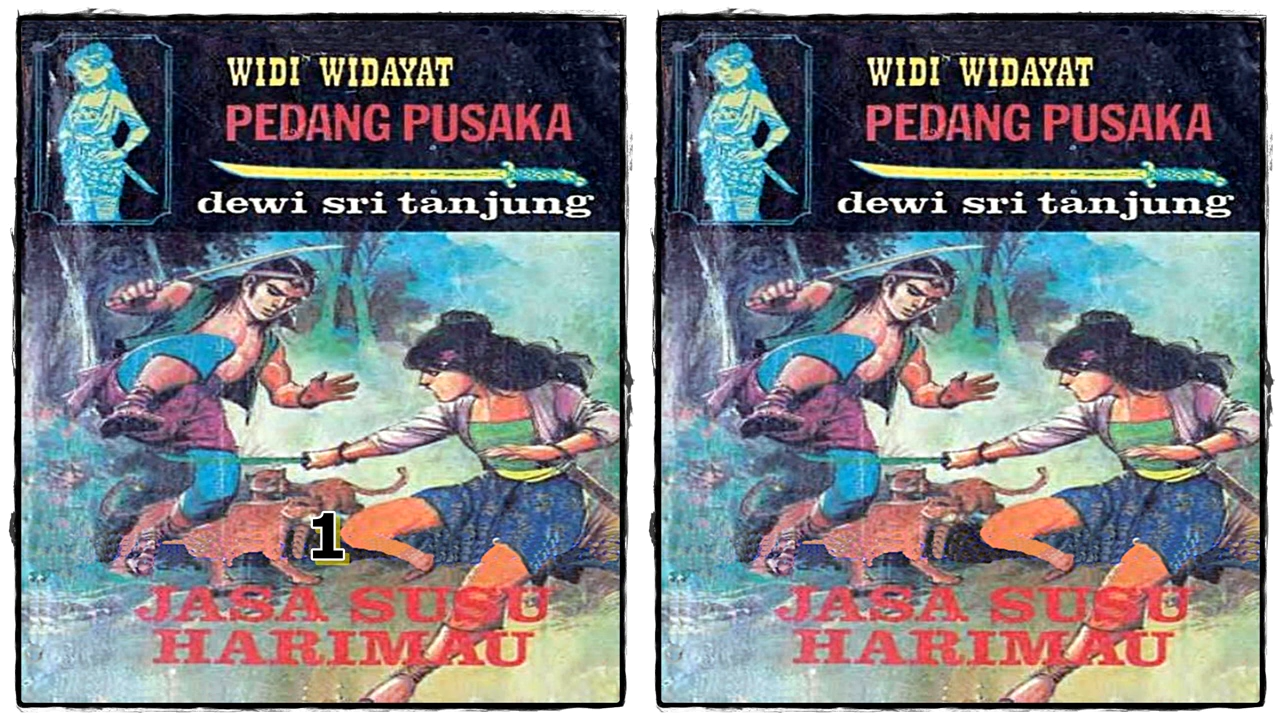 WIDI WIDAYAT
PEDANG PUSAKA
dewi sri tanjung
1
JASA SUSU
HARIMAU
WIDI WIDAYAT
PEDANG PUSAKA
dewi sri tanjung
JASA SUSU
HARIMAU